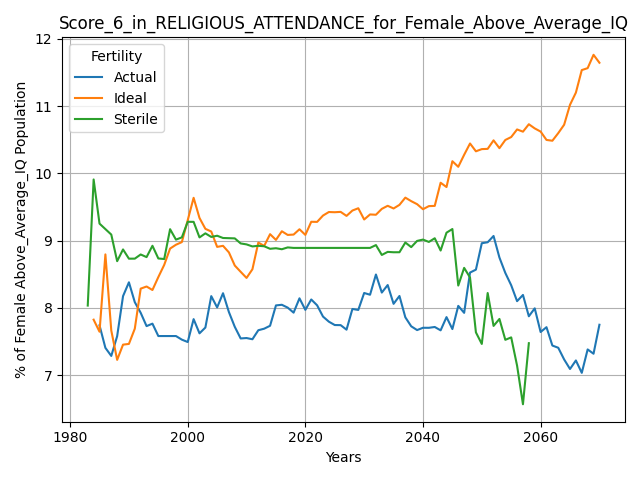 Score_6_in_RELIGIOUS_ATTENDANCE_for_Female_Above_Average_IQ
% of Female Above_Average_IQ Population
12
11
10
9
8
7
Fertility
Actual
Ideal
Sterile
1980 2000 2020 2040 2060
Years